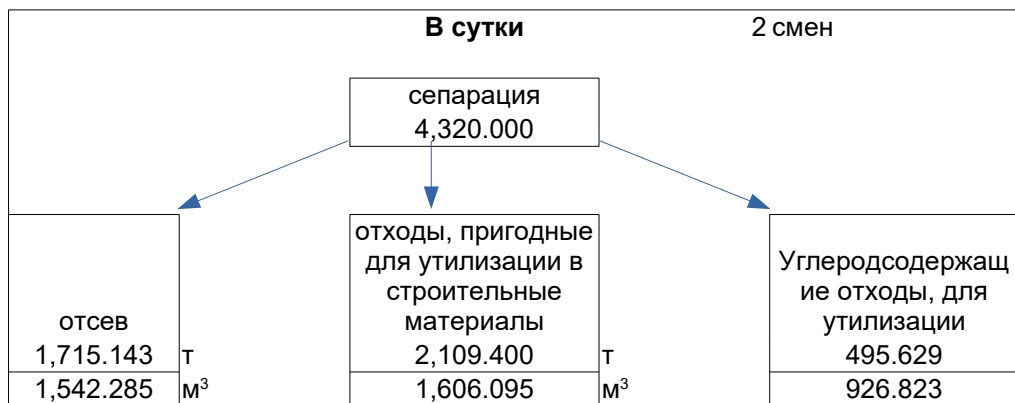 В сутки 2 смен
сепарация
4,320.000
отсев
1,715.143 т
1,542.285 м³
отходы, пригодные
для утилизации в
строительные
материалы
2,109.400 т
1,606.095 м³
Углеродсодержащ
ие отходы, для
утилизации
495.629
926.823